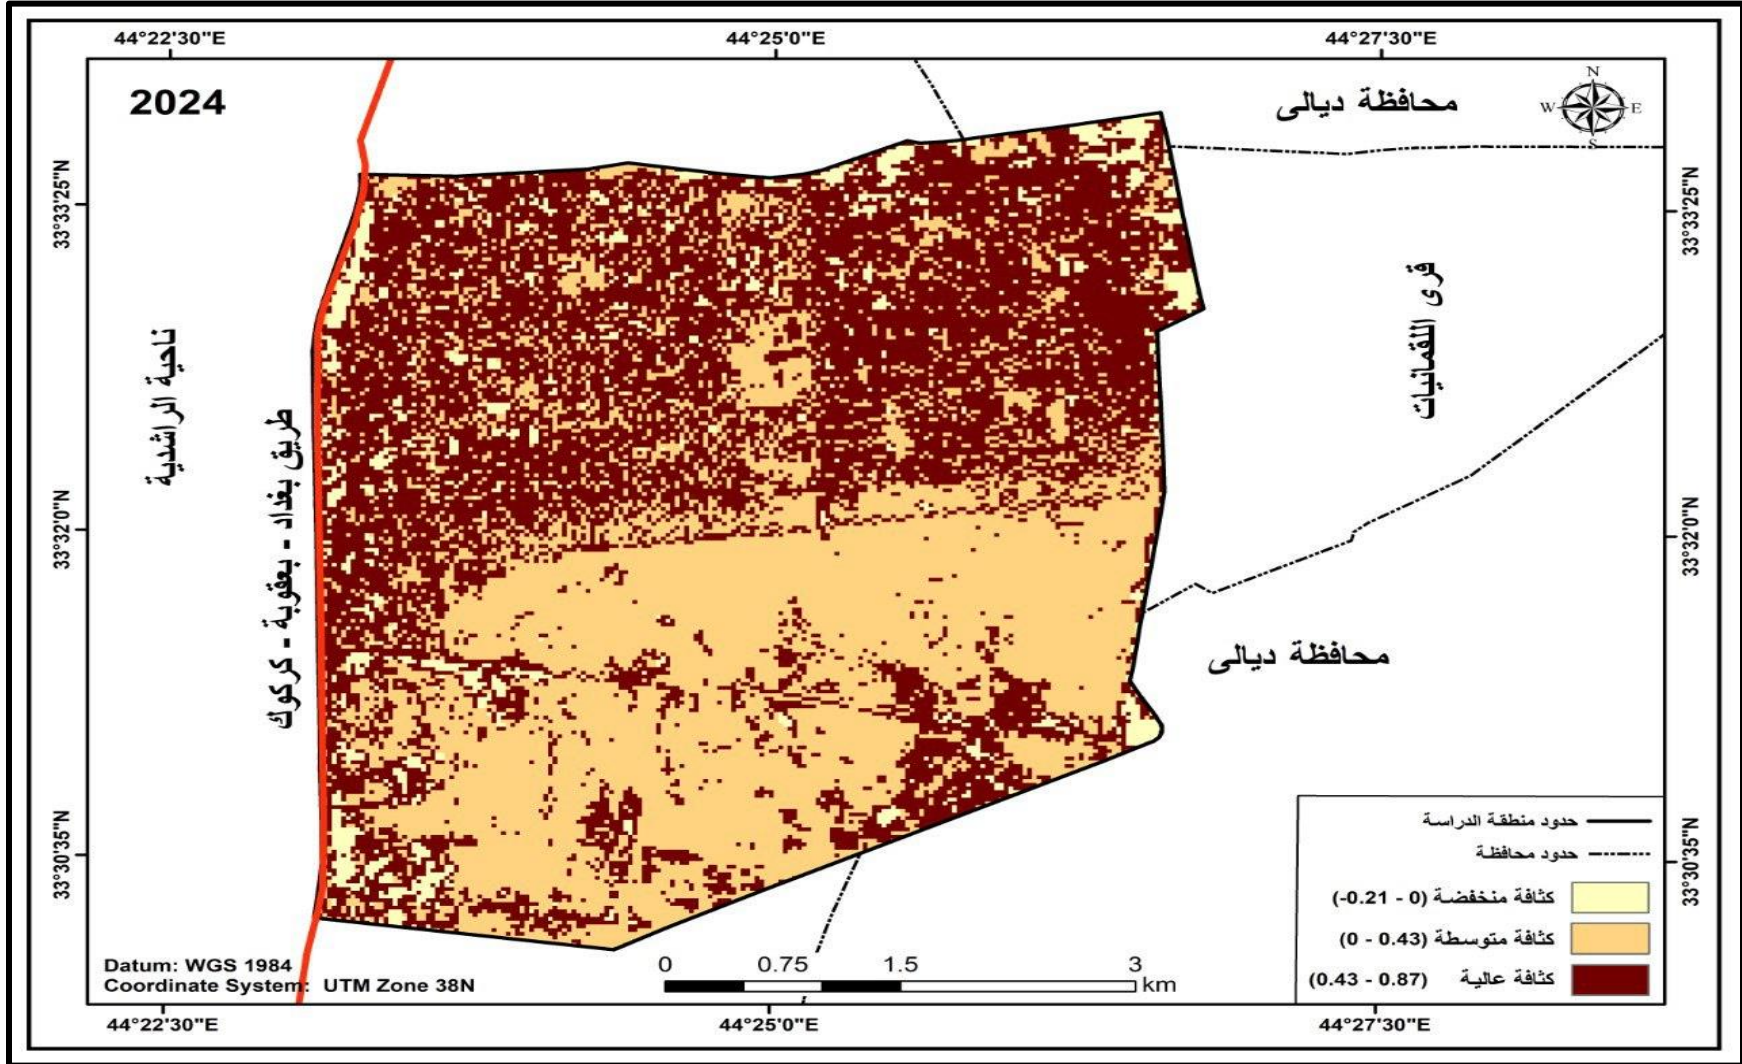 44°22'30"E
44°25'0"E
44°27'30"E
2024
محافظة ديالى
N
W
E
S
33°33'25"N
33°33'25"N
ناحية الراشدية
طريق بغداد - بعقوبة - كركوك
قرى اللقمانيات
33°32'0"N
33°32'0"N
محافظة ديالى
33°30'35"N
33°30'35"N
حدود منطقة الدراسة
حدود محافظة
كثافة منخفضة (0 - 0.21-)
كثافة متوسطة (0.43 - 0)
كثافة عالية (0.87 - 0.43)
Datum: WGS 1984
Coordinate System: UTM Zone 38N
0 0.75 1.5 3
km
44°22'30"E
44°25'0"E
44°27'30"E